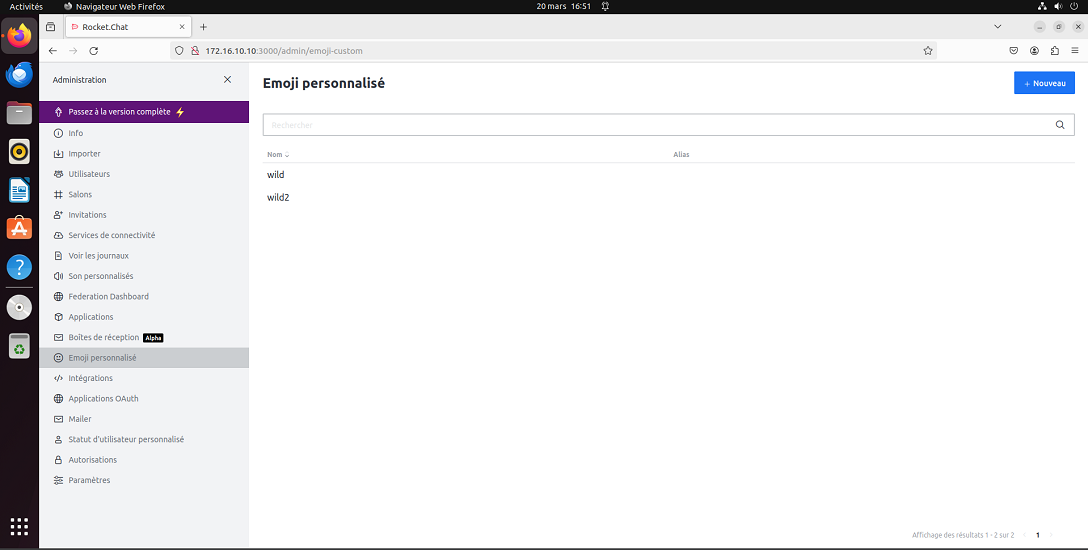 Activités Navigateur Web Firefox 20 mars 16:51
Rocket.Chat
172.16.10.10:3000/admin/emoji-custom
Administration
Emoji personnalisé
+ Nouveau
Passez à la version complète
Info
Importer
Utilisateurs
Salons
Invitations
Services de connectivité
Voir les journaux
Son personnalisés
Federation Dashboard
Applications
Boîtes de réception Alpha
Emoji personnalisé
Intégrations
Applications OAuth
Mailer
Statut d'utilisateur personnalisé
Autorisations
Paramètres
Rechercher
Nom Alias
wild
wild2
Affichage des résultats 1 - 2 sur 2 1